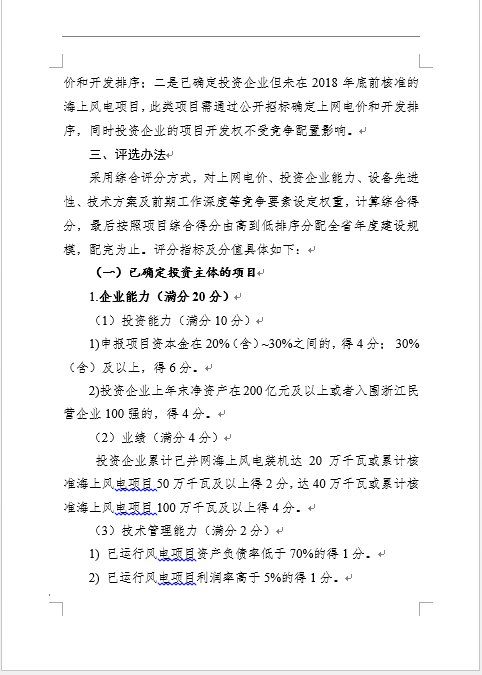 价和开发排序；二是已确定投资企业但未在 2018 年底前核准的
海上风电项目，此类项目需通过公开招标确定上网电价和开发排
序，同时投资企业的项目开发权不受竞争配置影响。
三、评选办法
采用综合评分方式，对上网电价、投资企业能力、设备先进
性、技术方案及前期工作深度等竞争要素设定权重，计算综合得
分，最后按照项目综合得分由高到低排序分配全省年度建设规
模，配完为止。评分指标及分值具体如下：
（一）已确定投资主体的项目
1.企业能力（满分 20 分）
（1）投资能力（满分 10 分）
1)申报项目资本金在 20%(含)~30%之间的，得 4 分； 30%
（含）及以上，得 6 分。
2)投资企业上年末净资产在 200 亿元及以上或者入围浙江民
营企业 100 强的，得 4 分。
（2）业绩（满分 4 分）
投资企业累计已并网海上风电装机达 20 万千瓦或累计核
准海上风电项目 50 万千瓦及以上得 2 分，达 40 万千瓦或累计核
准海上风电项目 100 万千瓦及以上得 4 分。
（3）技术管理能力（满分 2 分）
1) 已运行风电项目资产负债率低于 70%的得 1 分。
2) 已运行风电项目利润率高于 5%的得 1 分。